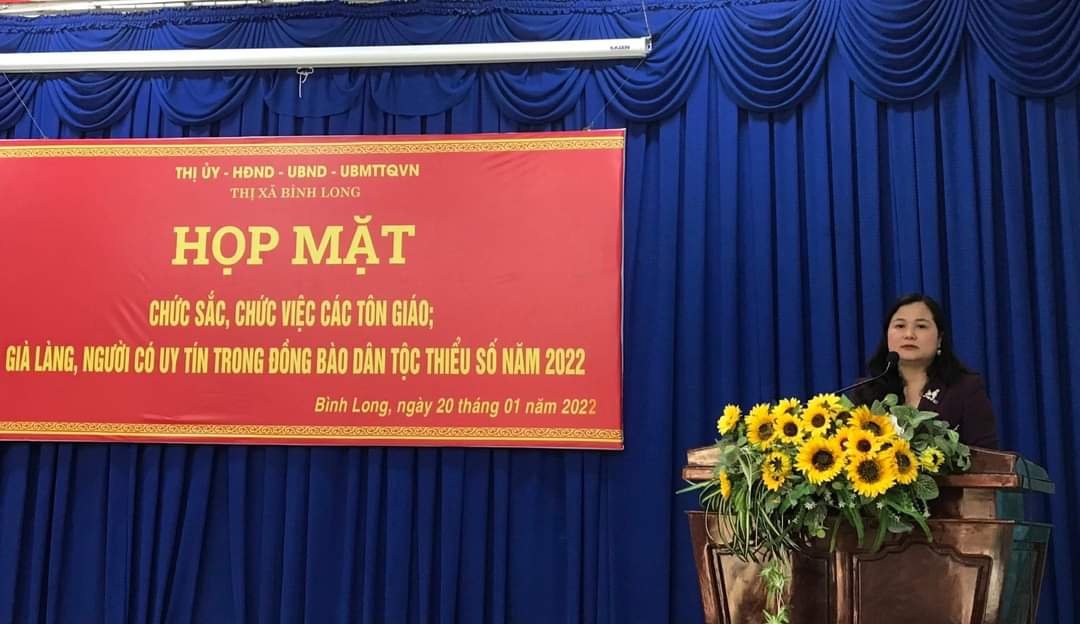 THỊ ỦY - HĐND - UBND - UBMTTQVN
THỊ XÃ BÌNH LONG
HỌP MẶT
CHỨC SẮC, CHỨC VIỆC CÁC TÔN GIÁO;
GIÀ LÀNG, NGƯỜI CÓ UY TÍN TRONG ĐỒNG BÀO DÂN TỘC THIỂU SỐ NĂM 2022
Bình Long, ngày 20 tháng 01 năm 2022